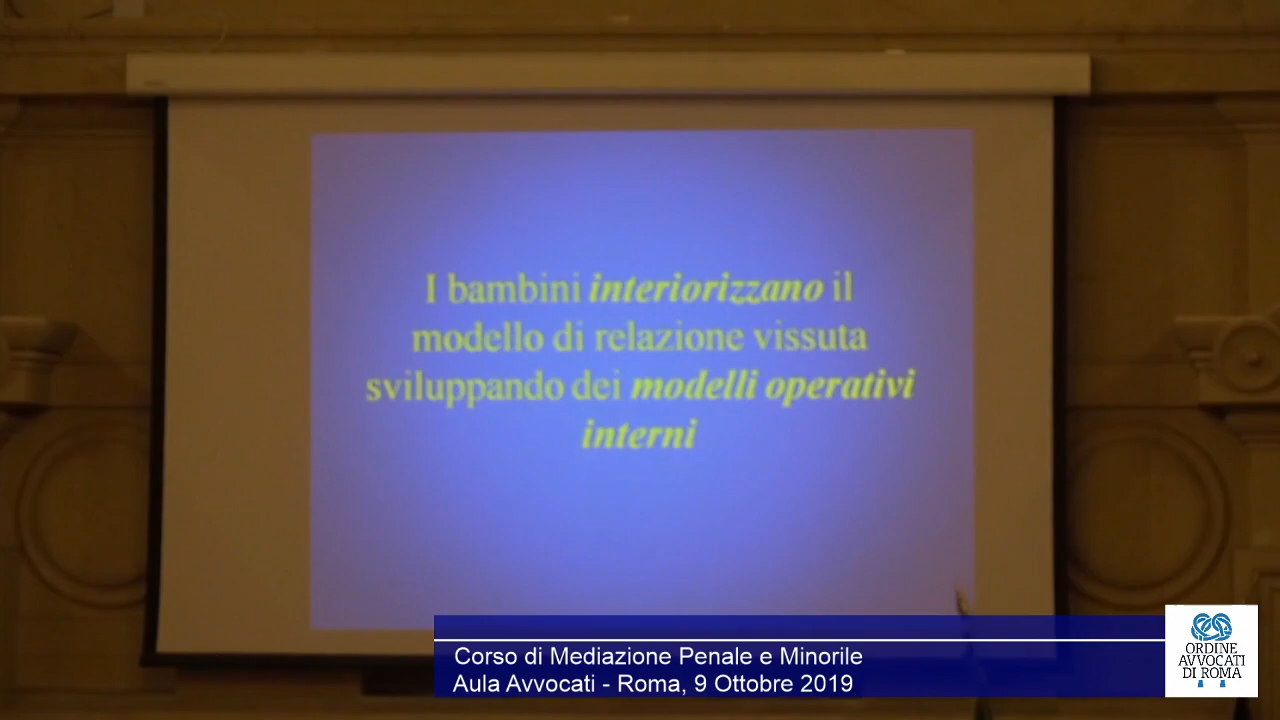 I bambini interiorizzano il
modello di relazione vissuta
sviluppando dei modelli operativi
interni
Corso di Mediazione Penale e Minorile
Aula Avvocati - Roma, 9 Ottobre 2019
ORDINE
AVVOCATI
DI ROMA